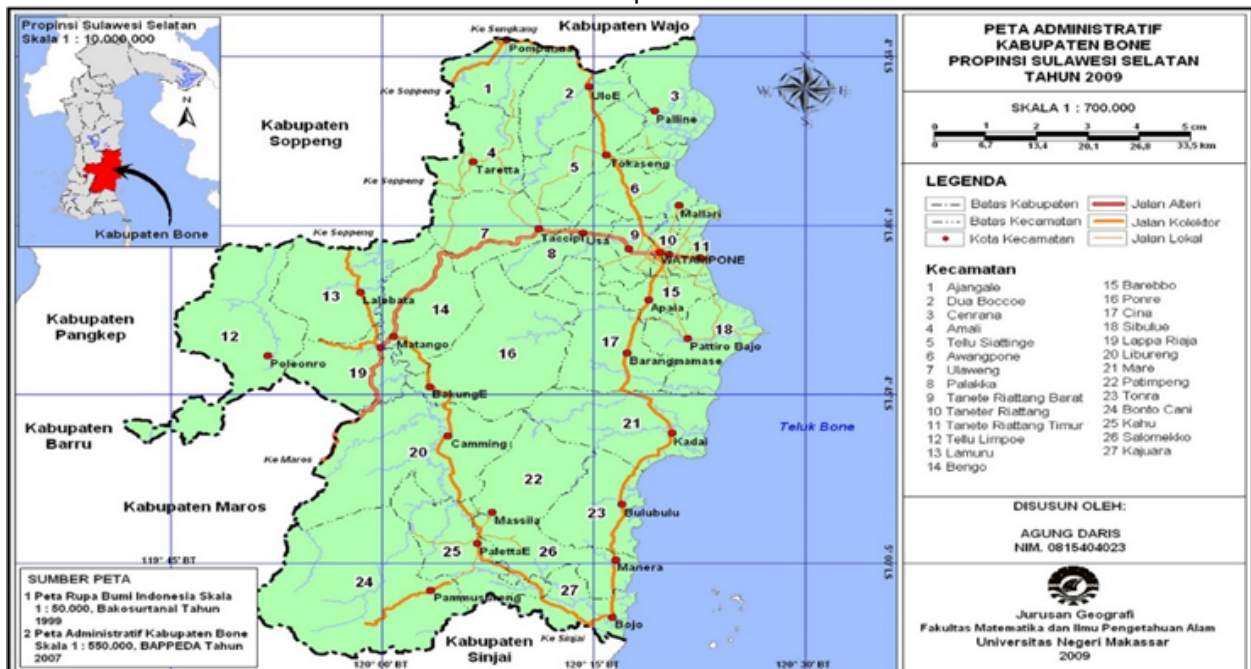 Propinsi Sulawesi Selatan
Skala 1 : 10.000.000
N
Kabupaten Bone
Kabupaten Wajo
Ke Sengkang
Pompanua
Ke Soppeng
UloE
Palline
Kabupaten
Soppeng
Taretta
Tokaseng
Ke Soppeng
Mallari
Ke Soppeng
Taccipi
Usa
WATAMPONE
Lalebata
Apala
Kabupaten
Pangkep
Matango
Pattiro Bajo
Poleonro
Barangmamase
BakungE
Kabupaten
Barru
Teluk Bone
Kadai
Camming
Ke Maros
Kabupaten Maros
Massila
Bulubulu
PalettaE
Manera
Bojo
Ke Sinjai
Kabupaten
Sinjai
1
2
3
4
5
6
7
8
9
10
11
12
13
14
15
16
17
18
19
20
21
22
23
24
25
26
27
119° 45' BT
120° 00' BT
120° 15' BT
120° 30' BT
SUMBER PETA
1 Peta Rupa Bumi Indonesia Skala
1 : 50.000, Bakosurtanal Tahun
1999
2 Peta Administratif Kabupaten Bone
Skala 1 : 550.000, BAPPEDA Tahun
2007
PETA ADMINISTRATIF
KABUPATEN BONE
PROPINSI SULAWESI SELATAN
TAHUN 2009
SKALA 1 : 700.000
0 1 2 3 4 5 cm
0 6,7 13,4 20,1 26,8 33,5 km
LEGENDA
Batas Kabupaten
Batas Kecamatan
Kota Kecamatan
Jalan Alteri
Jalan Kolektor
Jalan Lokal
Kecamatan
1 Ajangale
2 Dua Boccoe
3 Cenrana
4 Amali
5 Tellu Siattinge
6 Awangpone
7 Ulaweng
8 Palakka
9 Tanete Riattang Barat
10 Taneter Riattang
11 Tanete Riattang Timur
12 Tellu Limpoe
13 Lamuru
14 Bengo
15 Barebbo
16 Ponre
17 Cina
18 Sibulue
19 Lappa Riaja
20 Libureng
21 Mare
22 Patimpeng
23 Tonra
24 Bonto Cani
25 Kahu
26 Salomekko
27 Kajuara
DISUSUN OLEH:
AGUNG DARIS
NIM. 0815404023
Jurusan Geografi
Fakultas Matematika dan Ilmu Pengetahuan Alam
Universitas Negeri Makassar
2009